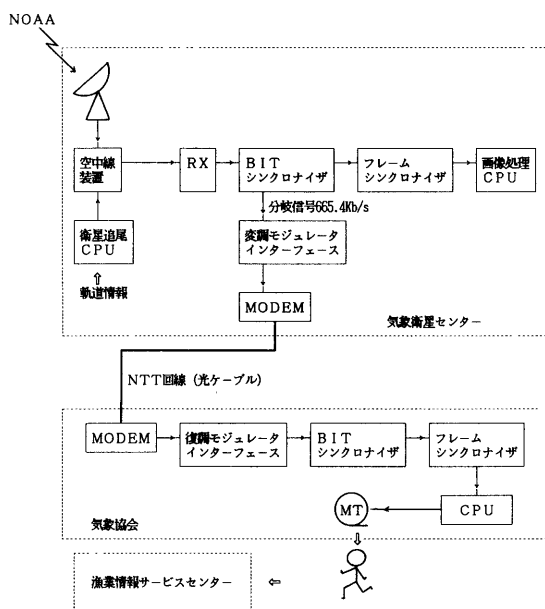 NOAA
空中線
装置
RX
BIT
シンクロナイザ
フレーム
シンクロナイザ
画像処理
CPU
分岐信号665.4Kb/s
衛星追尾
CPU
変調モジュレータ
インターフェース
軌道情報
MODEM
気象衛星センター
NTT回線（光ケーブル）
MODEM
復調モジュレータ
インターフェース
BIT
シンクロナイザ
フレーム
シンクロナイザ
MT
CPU
気象協会
漁業情報サービスセンター